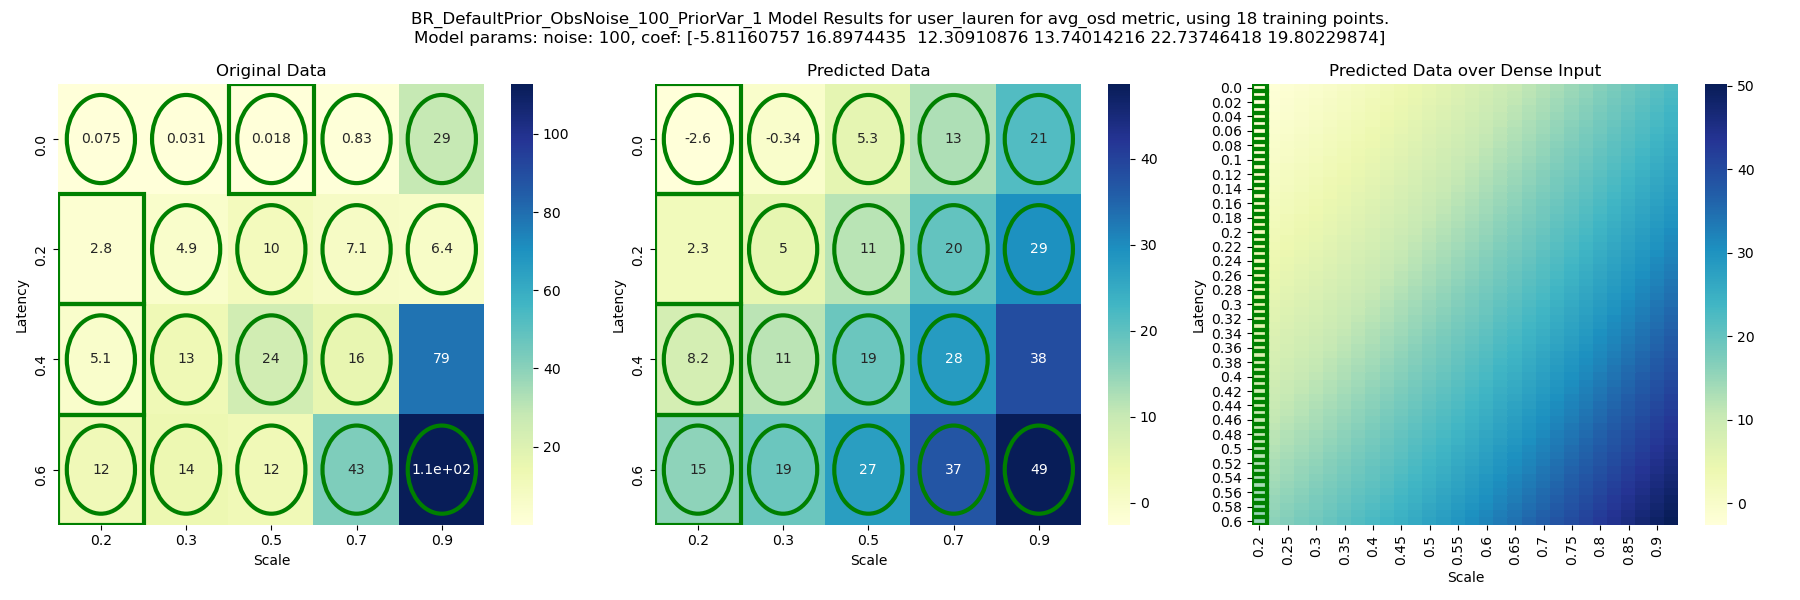 BR_DefaultPrior_ObsNoise_100_PriorVar_1 Model Results for user_lauren for avg_osd metric, using 18 training points.
Model params: noise: 100, coef: [-5.81160757 16.8974435  12.30910876 13.74014216 22.73746418 19.80229874]
Original Data
0.0 0.075 0.031 0.018 0.83 29
0.2 2.8 4.9 10 7.1 6.4
0.4 5.1 13 24 16 79
0.6 12 14 12 43 1.1e+02
0.2 0.3 0.5 0.7 0.9
Scale
Latency
100
80
60
40
20
Predicted Data
0.0 -2.6 -0.34 5.3 13 21
0.2 2.3 5 11 20 29
0.4 8.2 11 19 28 38
0.6 15 19 27 37 49
0.2 0.3 0.5 0.7 0.9
Scale
Latency
40
30
20
10
0
Predicted Data over Dense Input
0.0
0.02
0.04
0.06
0.08
0.1
0.12
0.14
0.16
0.18
0.2
0.22
0.24
0.26
0.28
0.3
0.32
0.34
0.36
0.38
0.4
0.42
0.44
0.46
0.48
0.5
0.52
0.54
0.56
0.58
0.6
0.2 0.25 0.3 0.35 0.4 0.45 0.5 0.55 0.6 0.65 0.7 0.75 0.8 0.85 0.9
Scale
Latency
50
40
30
20
10
0